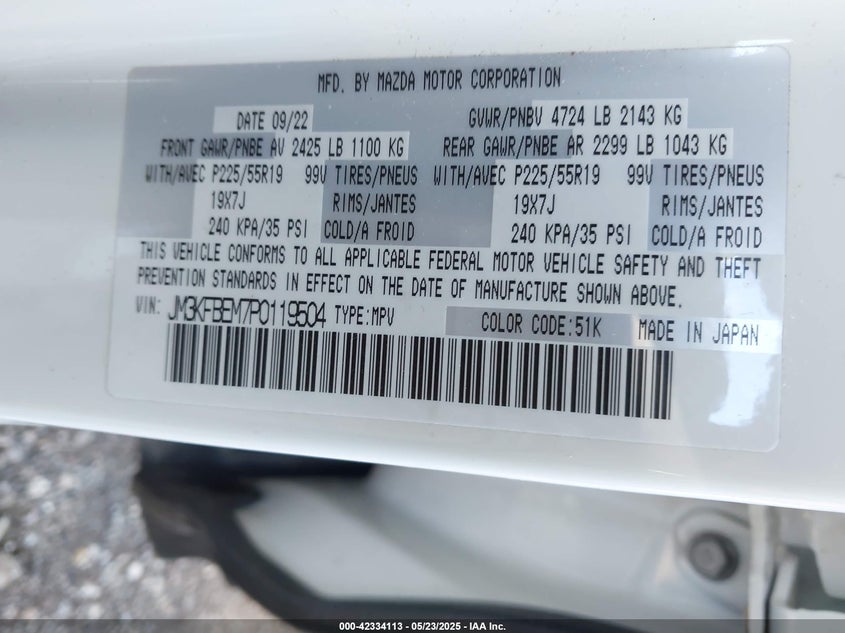 MFD. BY MAZDA MOTOR CORPORATION
DATE 09/22 GVWR/PNBV 4724 LB 2143 KG
FRONT GAWR/PNBE AV 2425 LB 1100 KG REAR GAWR/PNBE AR 2299 LB 1043 KG
WITH/AVEC P225/55R19 99V TIRES/PNEUS WITH/AVEC P225/55R19 99V TIRES/PNEUS
19X7J RIMS/JANTES 19X7J RIMS/JANTES
240 KPA/35 PSI COLD/A FROID 240 KPA/35 PSI COLD/A FROID
THIS VEHICLE CONFORMS TO ALL APPLICABLE FEDERAL MOTOR VEHICLE SAFETY AND THEFT
PREVENTION STANDARDS IN EFFECT ON THE DATE OF MANUFACTURE SHOWN ABOVE.
VIN: JM3KFBEM7P0119504 TYPE:MPV COLOR CODE:51K MADE IN JAPAN
000-42334113 - 05/23/2025 - IAA Inc.